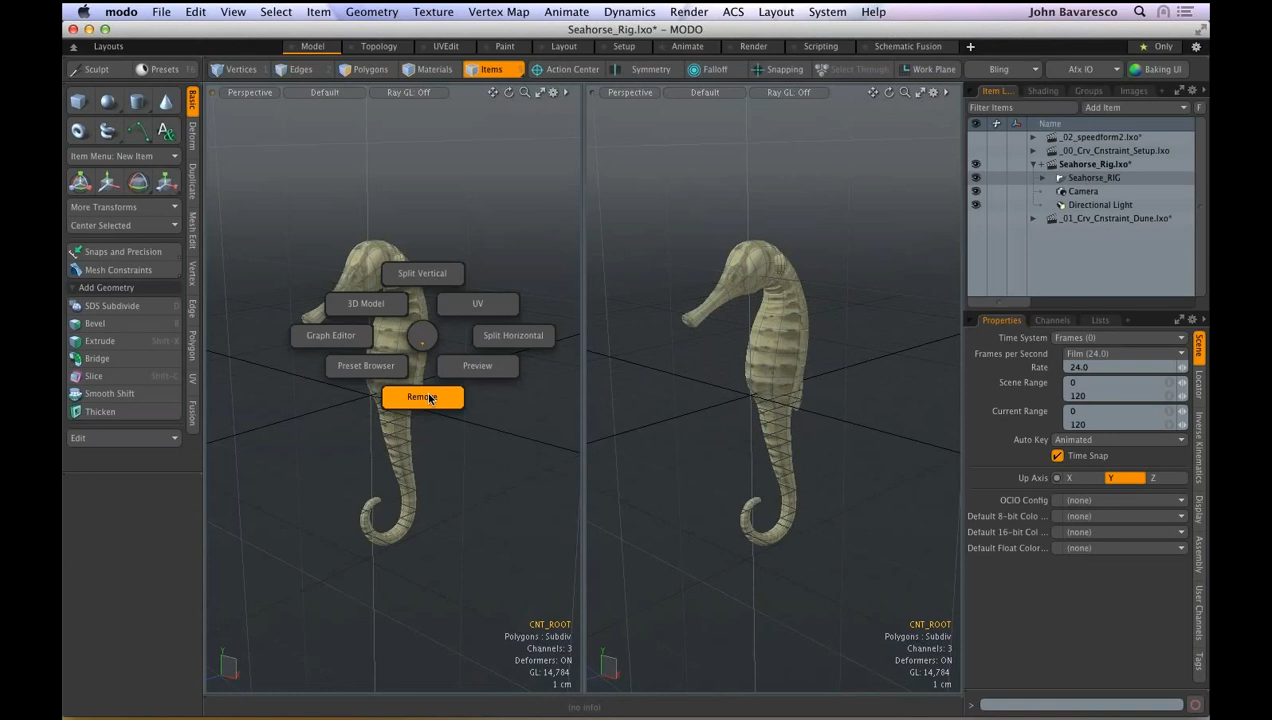 modo File Edit View Select Item Geometry Texture Vertex Map Animate Dynamics Render ACS Layout System Help John Bavaresco
Seahorse_Rig.lxo* - MODO
Layouts Model Topology UVEdit Paint Layout Setup Animate Render Scripting Schematic Fusion + Only
Sculpt Presets F6 Vertices 1 Edges Polygons Materials Items Action Center Symmetry Falloff Snapping Select Through Work Plane Bling Afx IO Baking UI
Perspective Default Ray GL: Off
Perspective Default Ray GL: Off
Item L... Shading Groups Images
Filter Items Add Item F
Name
_02_speedform2.lxo*
_00_Crv_Cnstraint_Setup.lxo
Seahorse_Rig.lxo*
Seahorse_RIG
Camera
Directional Light
_01_Crv_Cnstraint_Dune.lxo*
Item Menu: New Item
More Transforms
Center Selected
Snaps and Precision
Mesh Constraints
Add Geometry
SDS Subdivide D
Bevel B
Extrude Shift-X
Bridge
Slice Shift-C
Smooth Shift
Thicken
Edit
Basic
Deform
Duplicate
Mesh Edit
Vertex
Edge
Polygon
UV
Fusion
Split Vertical
3D Model UV
Graph Editor Split Horizontal
Preset Browser Preview
Remove
CNT_ROOT
Polygons : Subdiv
Channels: 3
Deformers: ON
GL: 14,784
1 cm
CNT_ROOT
Polygons : Subdiv
Channels: 3
Deformers: ON
GL: 14,784
1 cm
Properties Channels Lists +
Time System Frames (0)
Frames per Second Film (24.0)
Rate 24.0
Scene Range 0
120
Current Range 0
120
Auto Key Animated
Time Snap
Up Axis X Y Z
OCIO Config (none)
Default 8-bit Colo ... (none)
Default 16-bit Col ... (none)
Default Float Color... (none)
Scene
Locator
Inverse Kinematics
Display
Assembly
User Channels
Tags
(no info)